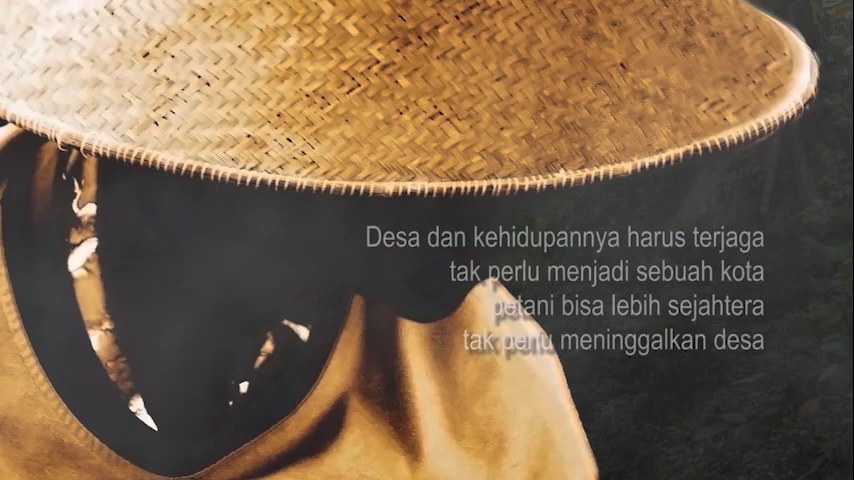 Desa dan kehidupannya harus terjaga
tak perlu menjadi sebuah kota
petani bisa lebih sejahtera
tak perlu meninggalkan desa